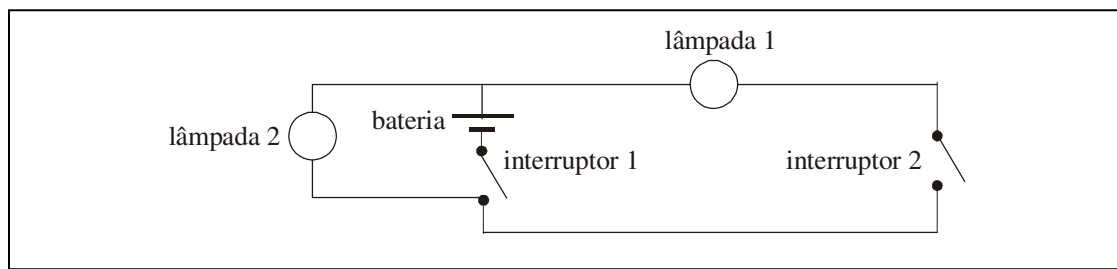 lâmpada 1
bateria
lâmpada 2
interruptor 1
interruptor 2